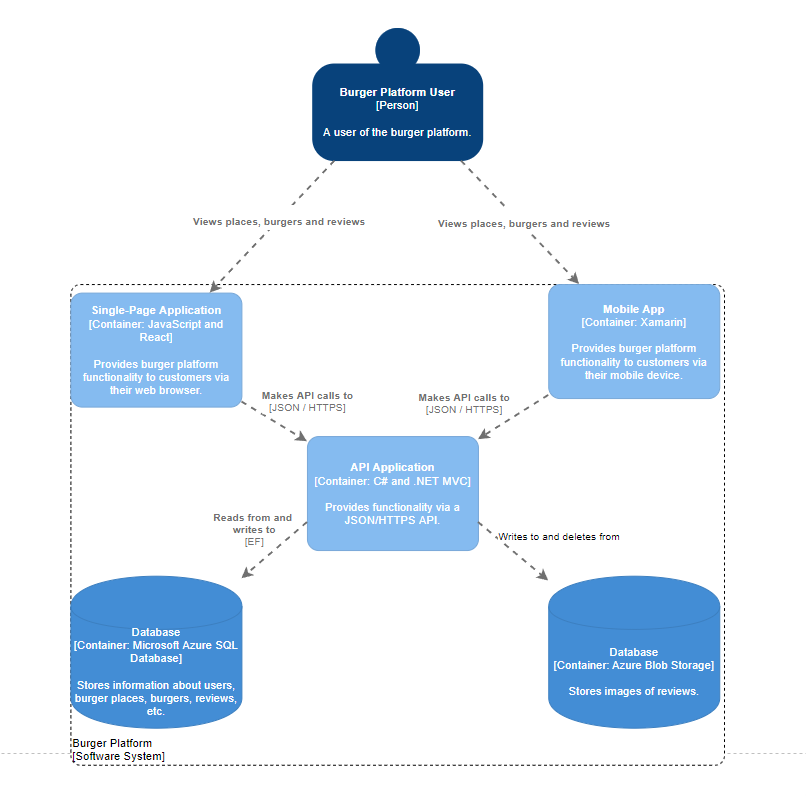 Burger Platform User
[Person]
A user of the burger platform.
Views places, burgers and reviews
Views places, burgers and reviews
Single-Page Application
[Container: JavaScript and
React]
Provides burger platform
functionality to customers via
their web browser.
Mobile App
[Container: Xamarin]
Provides burger platform
functionality to customers via
their mobile device.
Makes API calls to
[JSON / HTTPS]
Makes API calls to
[JSON / HTTPS]
API Application
[Container: C# and .NET MVC]
Provides functionality via a
JSON/HTTPS API.
Reads from and
writes to
[EF]
Writes to and deletes from
Database
[Container: Microsoft Azure SQL
Database]
Stores information about users,
burger places, burgers, reviews,
etc.
Database
[Container: Azure Blob Storage]
Stores images of reviews.
Burger Platform
[Software System]